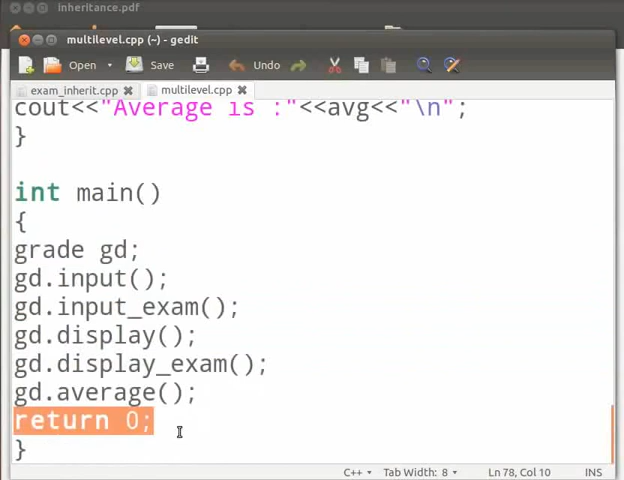 inheritance.pdf
multilevel.cpp (~) - gedit
Open Save Undo
exam_inherit.cpp multilevel.cpp
cout<<"Average is :"<<avg<<"\n";
}
int main()
{
grade gd;
gd.input();
gd.input_exam();
gd.display();
gd.display_exam();
gd.average();
return 0;
}
C++ Tab Width: 8 Ln 78, Col 10 INS